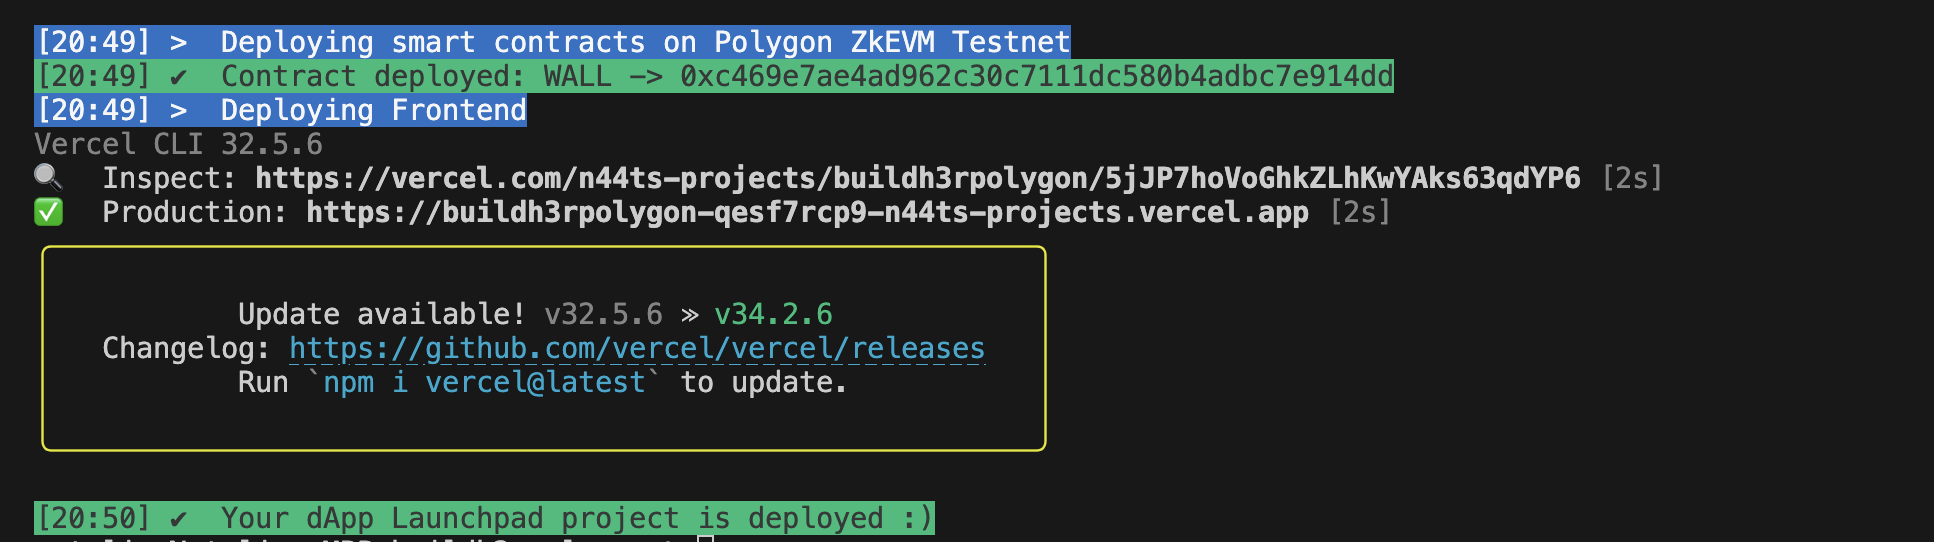 [20:49] > Deploying smart contracts on Polygon ZkEVM Testnet
[20:49] ✔ Contract deployed: WALL -> 0xc469e7ae4ad962c30c7111dc580b4adbc7e914dd
[20:49] > Deploying Frontend
Vercel CLI 32.5.6
🔍 Inspect: https://vercel.com/n44ts-projects/buildh3rpolygon/5jJP7hoVoGhkZLhKwYAks63qdYP6 [2s]
✅ Production: https://buildh3rpolygon-qesf7rcp9-n44ts-projects.vercel.app [2s]
Update available! v32.5.6 ≫ v34.2.6
Changelog: https://github.com/vercel/vercel/releases
Run `npm i vercel@latest` to update.
[20:50] ✔ Your dApp Launchpad project is deployed :)